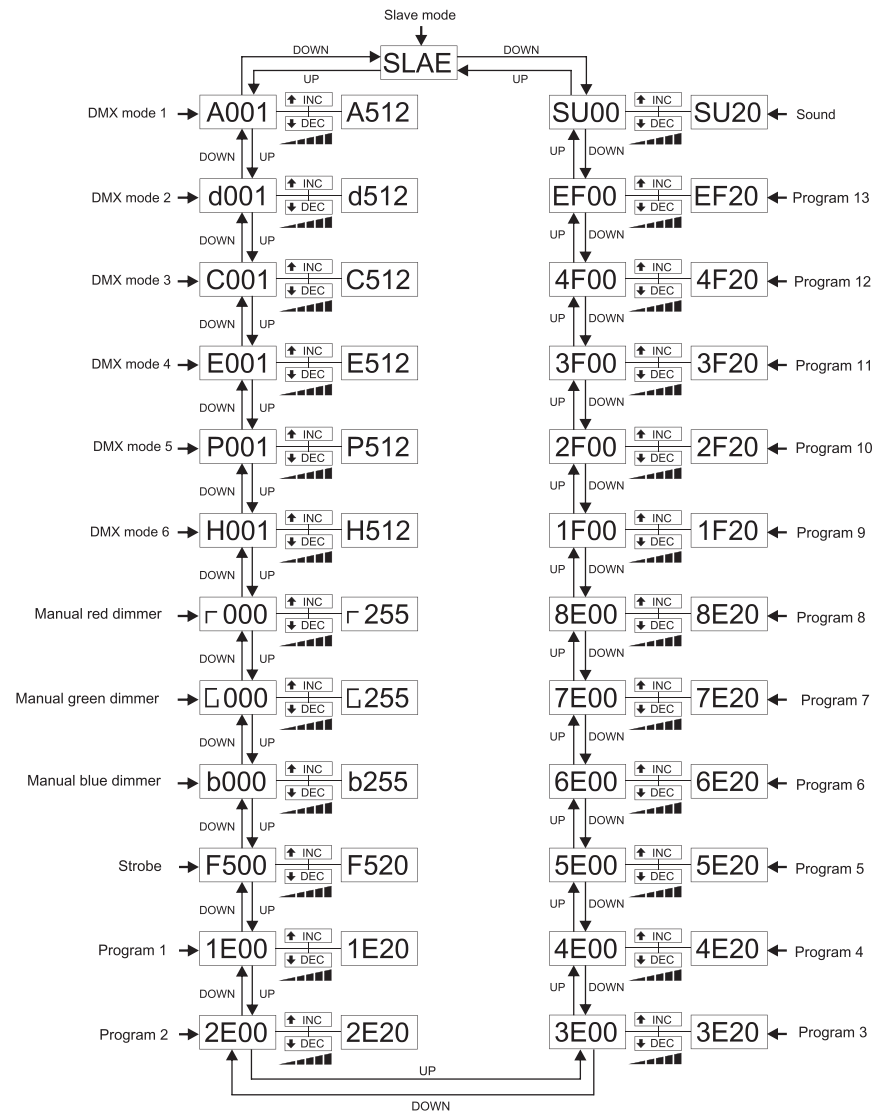 Slave mode
DOWN SLAE DOWN
UP UP
DMX mode 1 A001 INC DEC A512 SU00 INC DEC SU20 Sound
DOWN UP UP DOWN
DMX mode 2 d001 INC DEC d512 EF00 INC DEC EF20 Program 13
DOWN UP UP DOWN
DMX mode 3 C001 INC DEC C512 4F00 INC DEC 4F20 Program 12
DOWN UP UP DOWN
DMX mode 4 E001 INC DEC E512 3F00 INC DEC 3F20 Program 11
DOWN UP UP DOWN
DMX mode 5 P001 INC DEC P512 2F00 INC DEC 2F20 Program 10
DOWN UP UP DOWN
DMX mode 6 H001 INC DEC H512 1F00 INC DEC 1F20 Program 9
DOWN UP UP DOWN
Manual red dimmer r000 INC DEC r255 8E00 INC DEC 8E20 Program 8
DOWN UP UP DOWN
Manual green dimmer G000 INC DEC G255 7E00 INC DEC 7E20 Program 7
DOWN UP UP DOWN
Manual blue dimmer b000 INC DEC b255 6E00 INC DEC 6E20 Program 6
DOWN UP UP DOWN
Strobe F500 INC DEC F520 5E00 INC DEC 5E20 Program 5
DOWN UP UP DOWN
Program 1 1E00 INC DEC 1E20 4E00 INC DEC 4E20 Program 4
DOWN UP UP DOWN
Program 2 2E00 INC DEC 2E20 3E00 INC DEC 3E20 Program 3
UP
DOWN